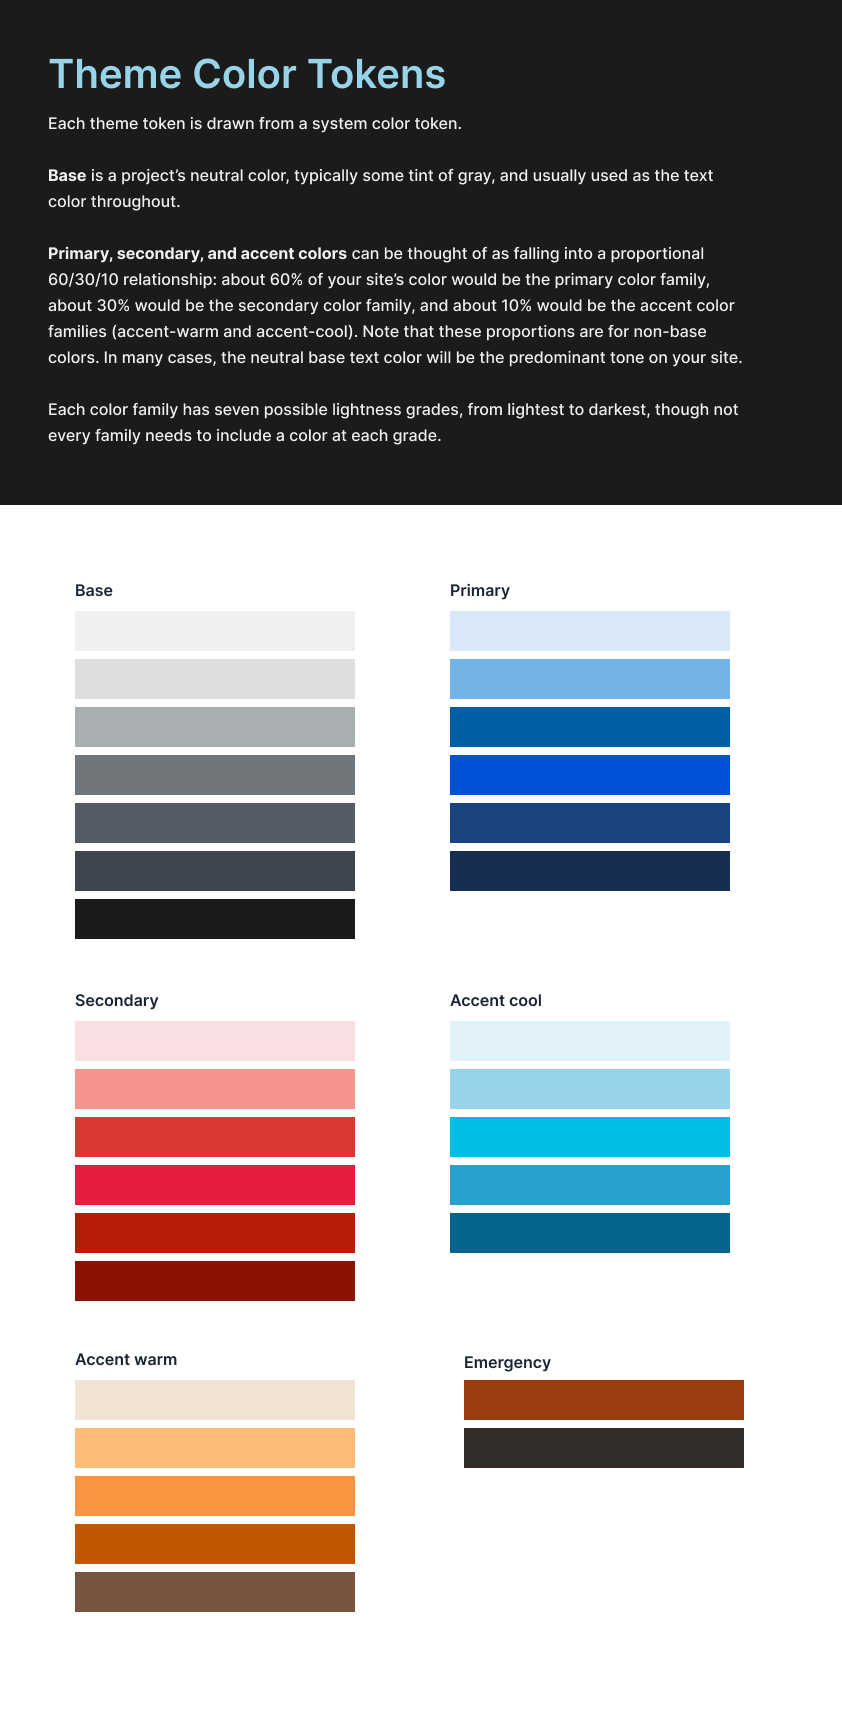 Theme Color Tokens
Each theme token is drawn from a system color token.
Base is a project’s neutral color, typically some tint of gray, and usually used as the text
color throughout.
Primary, secondary, and accent colors can be thought of as falling into a proportional
60/30/10 relationship: about 60% of your site’s color would be the primary color family,
about 30% would be the secondary color family, and about 10% would be the accent color
families (accent-warm and accent-cool). Note that these proportions are for non-base
colors. In many cases, the neutral base text color will be the predominant tone on your site.
Each color family has seven possible lightness grades, from lightest to darkest, though not
every family needs to include a color at each grade.
Base
Primary
Secondary
Accent cool
Accent warm
Emergency